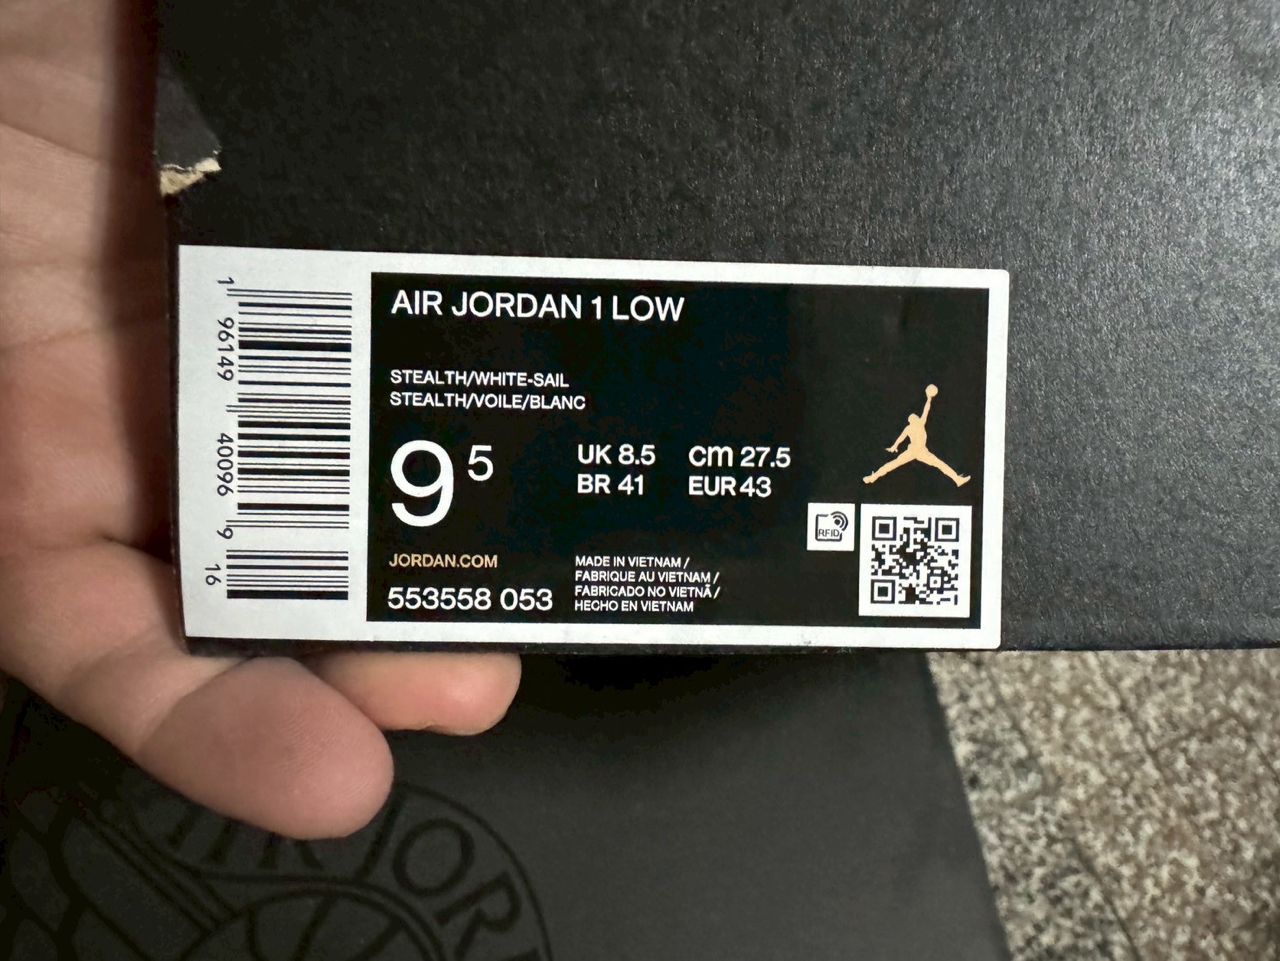 AIR JORDAN 1 LOW
STEALTH/WHITE-SAIL
STEALTH/VOILE/BLANC
9 5
UK 8.5 cm 27.5
BR 41 EUR 43
RFID
JORDAN.COM
553558 053
MADE IN VIETNAM /
FABRIQUE AU VIETNAM /
FABRICADO NO VIETNÃ /
HECHO EN VIETNAM
1 96149 40096 9 16
AIR JORDAN